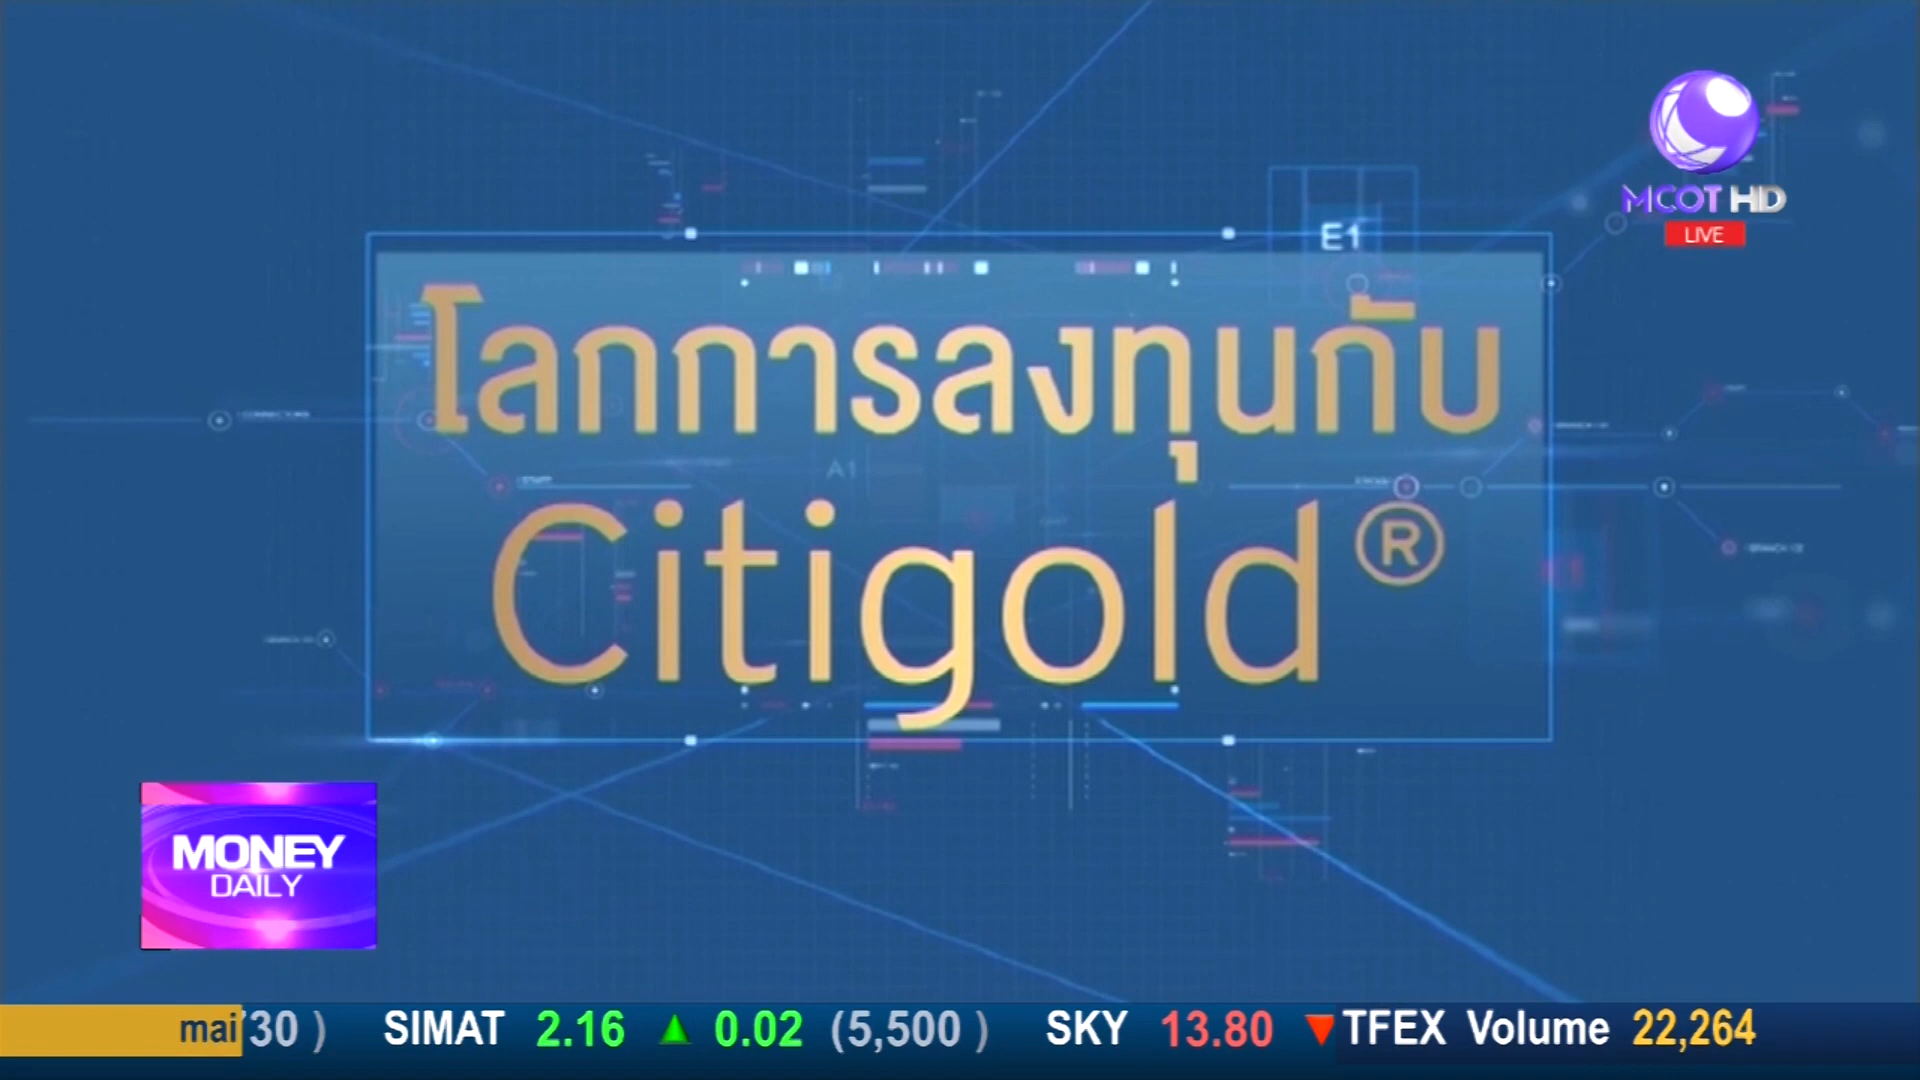 MCOT HD
LIVE
E1
โลกการลงทุนกับ
A1
Citigold®
MONEY
DAILY
mai 30 ) SIMAT 2.16 ▲ 0.02 (5,500 ) SKY 13.80 ▼ TFEX Volume 22,264